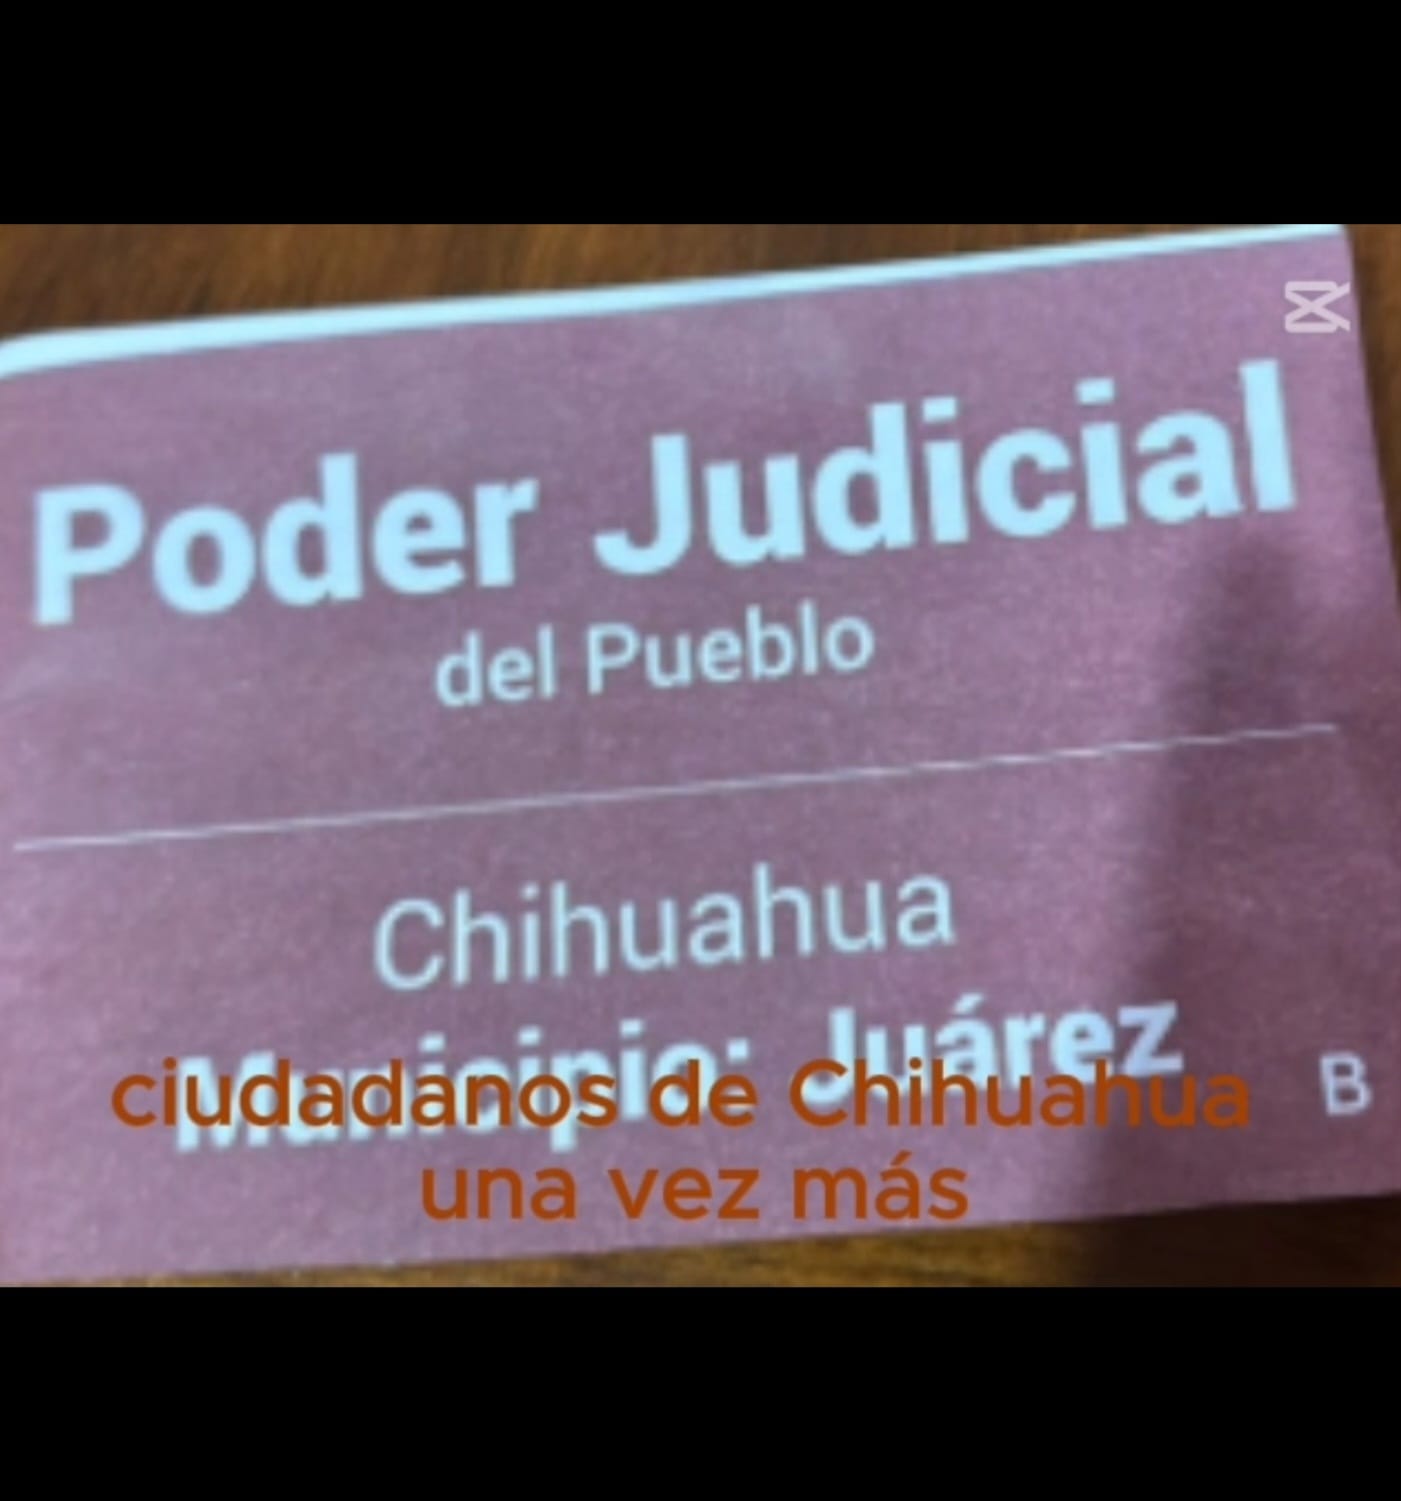 Poder Judicial
del Pueblo
Chihuahua
Municipio: Juárez
B
ciudadanos de Chihuahua
una vez más